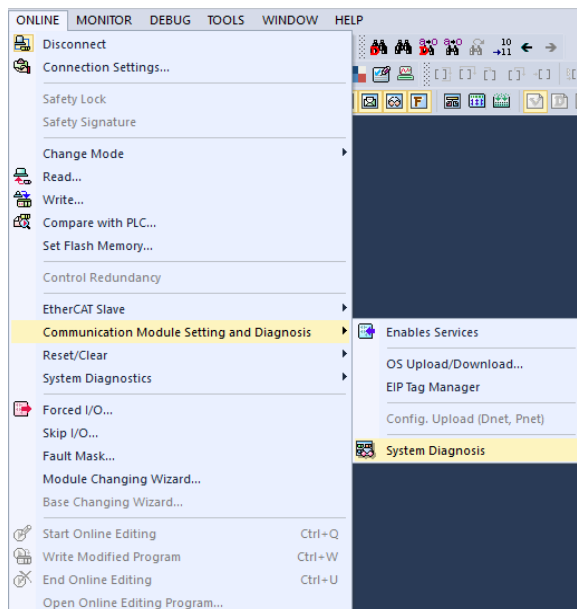 ONLINE MONITOR DEBUG TOOLS WINDOW HELP
Disconnect
Connection Settings...
Safety Lock
Safety Signature
Change Mode
Read...
Write...
Compare with PLC...
Set Flash Memory...
Control Redundancy
EtherCAT Slave
Communication Module Setting and Diagnosis
Reset/Clear
System Diagnostics
Forced I/O...
Skip I/O...
Fault Mask...
Module Changing Wizard...
Base Changing Wizard...
Start Online Editing Ctrl+Q
Write Modified Program Ctrl+W
End Online Editing Ctrl+U
Open Online Editing Program...
Enables Services
OS Upload/Download...
EIP Tag Manager
Config. Upload (Dnet, Pnet)
System Diagnosis